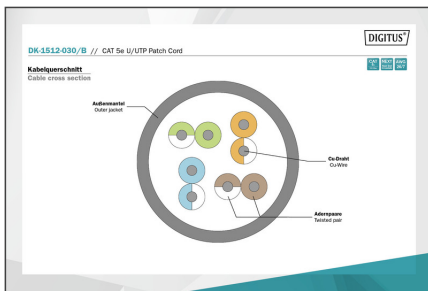 DIGITUS®
DK-1512-030/B // CAT 5e U/UTP Patch Cord
Kabelquerschnitt
Cable cross section
Außenmantel
Outer jacket
Cu-Draht
Cu-Wire
Adernpaare
Twisted pair